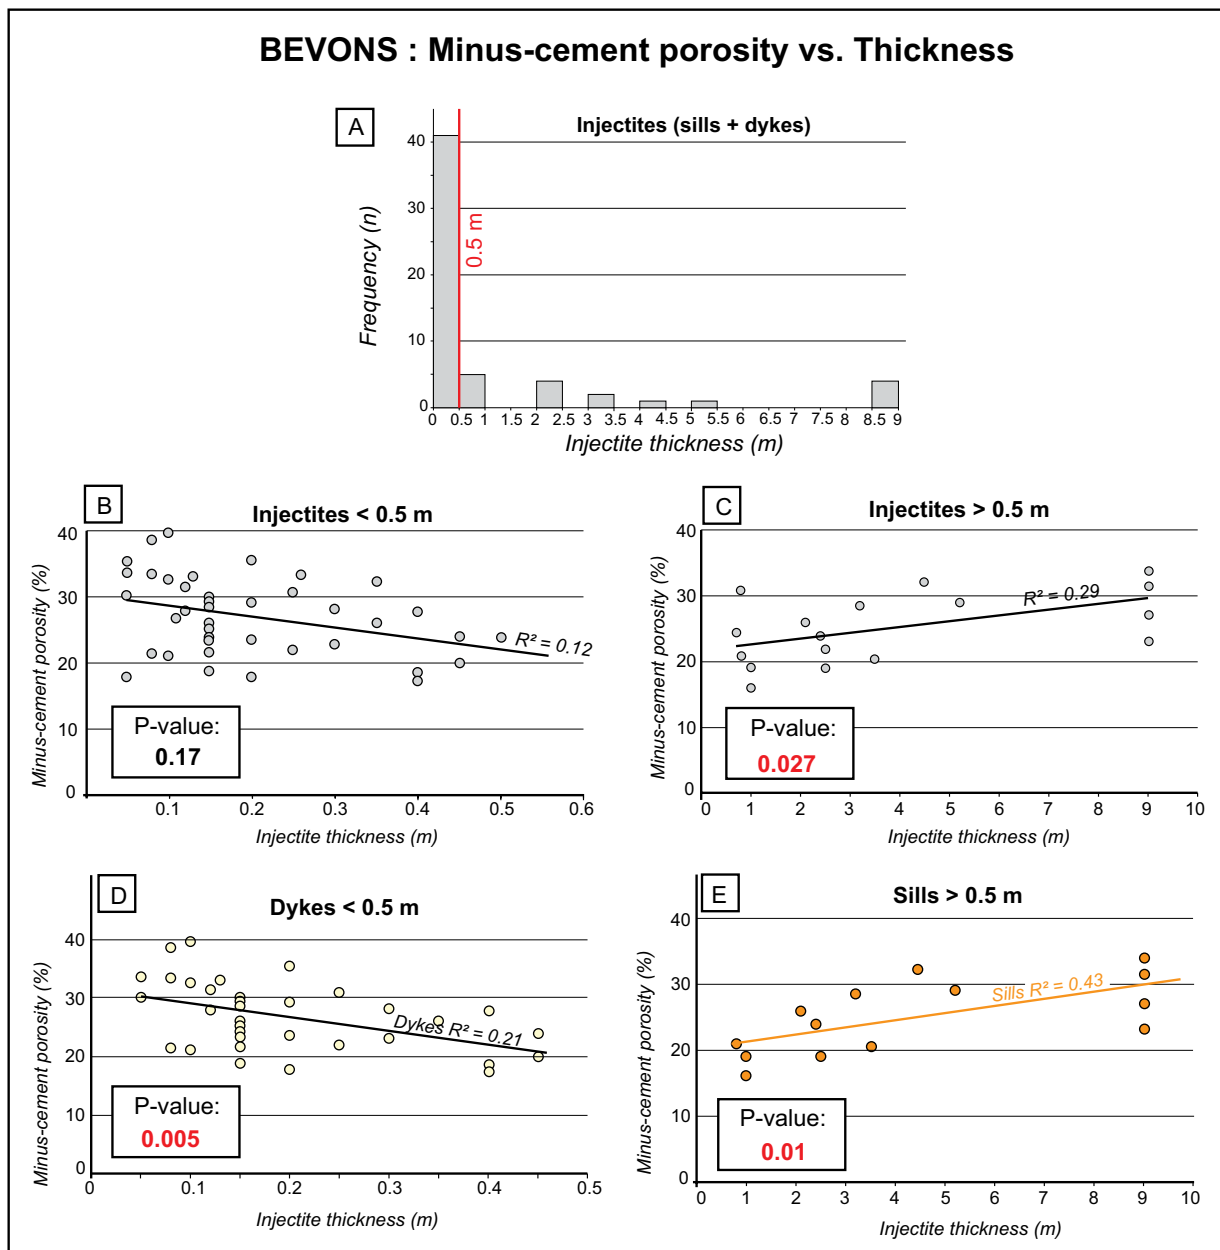 BEVONS : Minus-cement porosity vs. Thickness
A
Injectites (sills + dykes)
Frequency (n)
40
30
20
10
0
0.5 m
0 0.5 1 1.5 2 2.5 3 3.5 4 4.5 5 5.5 6 6.5 7 7.5 8 8.5 9
Injectite thickness (m)
B
Injectites < 0.5 m
Minus-cement porosity (%)
40
30
20
10
0
R² = 0.12
P-value:
0.17
0.1 0.2 0.3 0.4 0.5 0.6
Injectite thickness (m)
C
Injectites > 0.5 m
Minus-cement porosity (%)
40
30
20
10
0
R² = 0.29
P-value:
0.027
0 1 2 3 4 5 6 7 8 9 10
Injectite thickness (m)
D
Dykes < 0.5 m
Minus-cement porosity (%)
40
30
20
10
0
Dykes R² = 0.21
P-value:
0.005
0 0.1 0.2 0.3 0.4 0.5
Injectite thickness (m)
E
Sills > 0.5 m
Minus-cement porosity (%)
40
30
20
10
0
Sills R² = 0.43
P-value:
0.01
0 1 2 3 4 5 6 7 8 9 10
Injectite thickness (m)